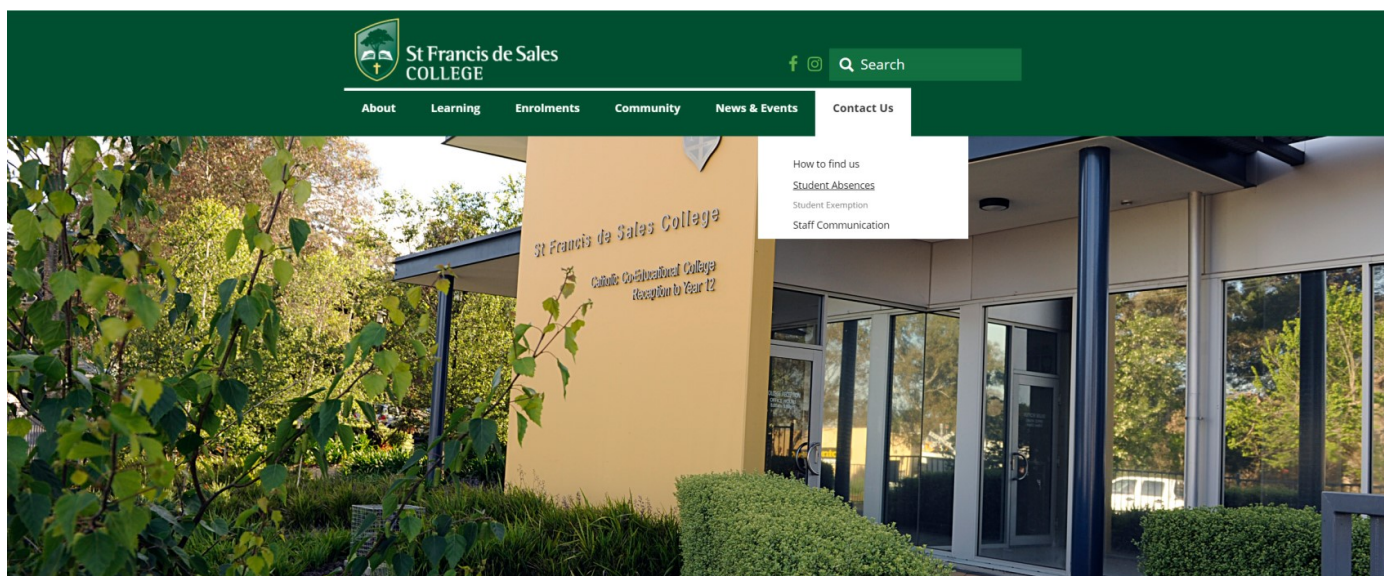 St Francis de Sales
COLLEGE
Search
About Learning Enrolments Community News & Events Contact Us
How to find us
Student Absences
Student Exemption
Staff Communication
St Francis de Sales College
Catholic Co-Educational College
Reception to Year 12